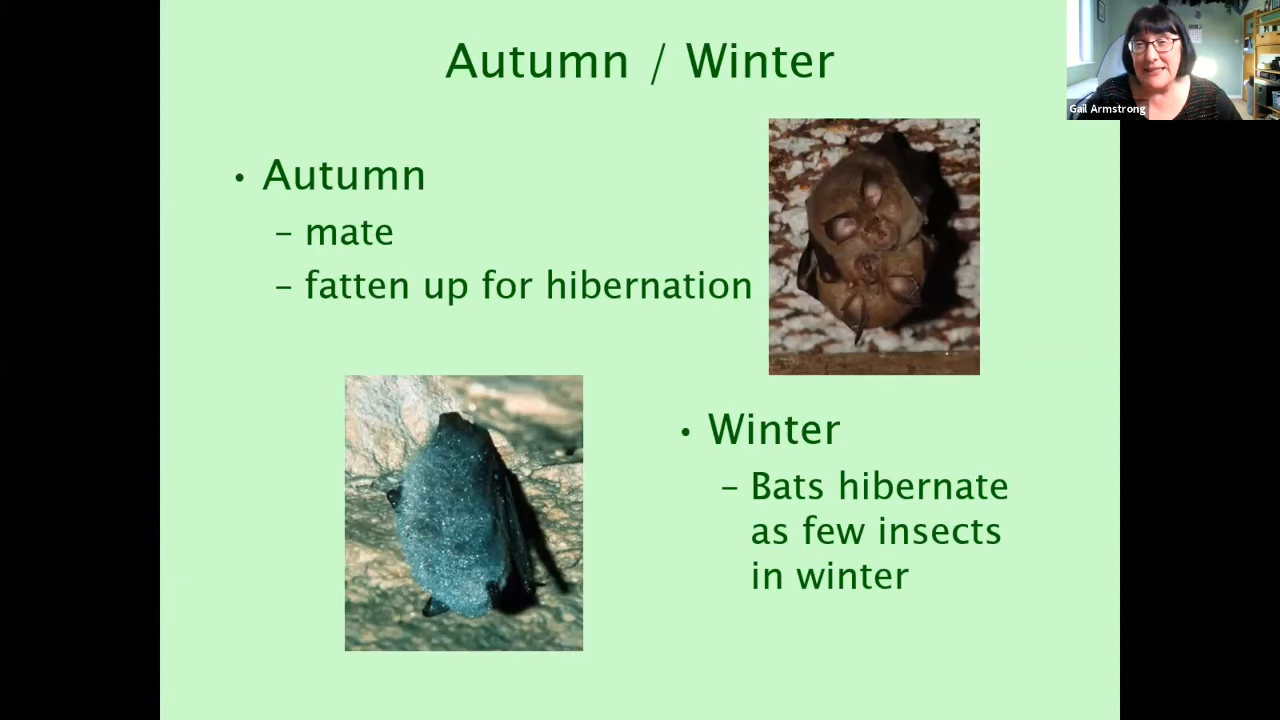 Autumn / Winter
Gail Armstrong
• Autumn
– mate
– fatten up for hibernation
• Winter
– Bats hibernate
as few insects
in winter